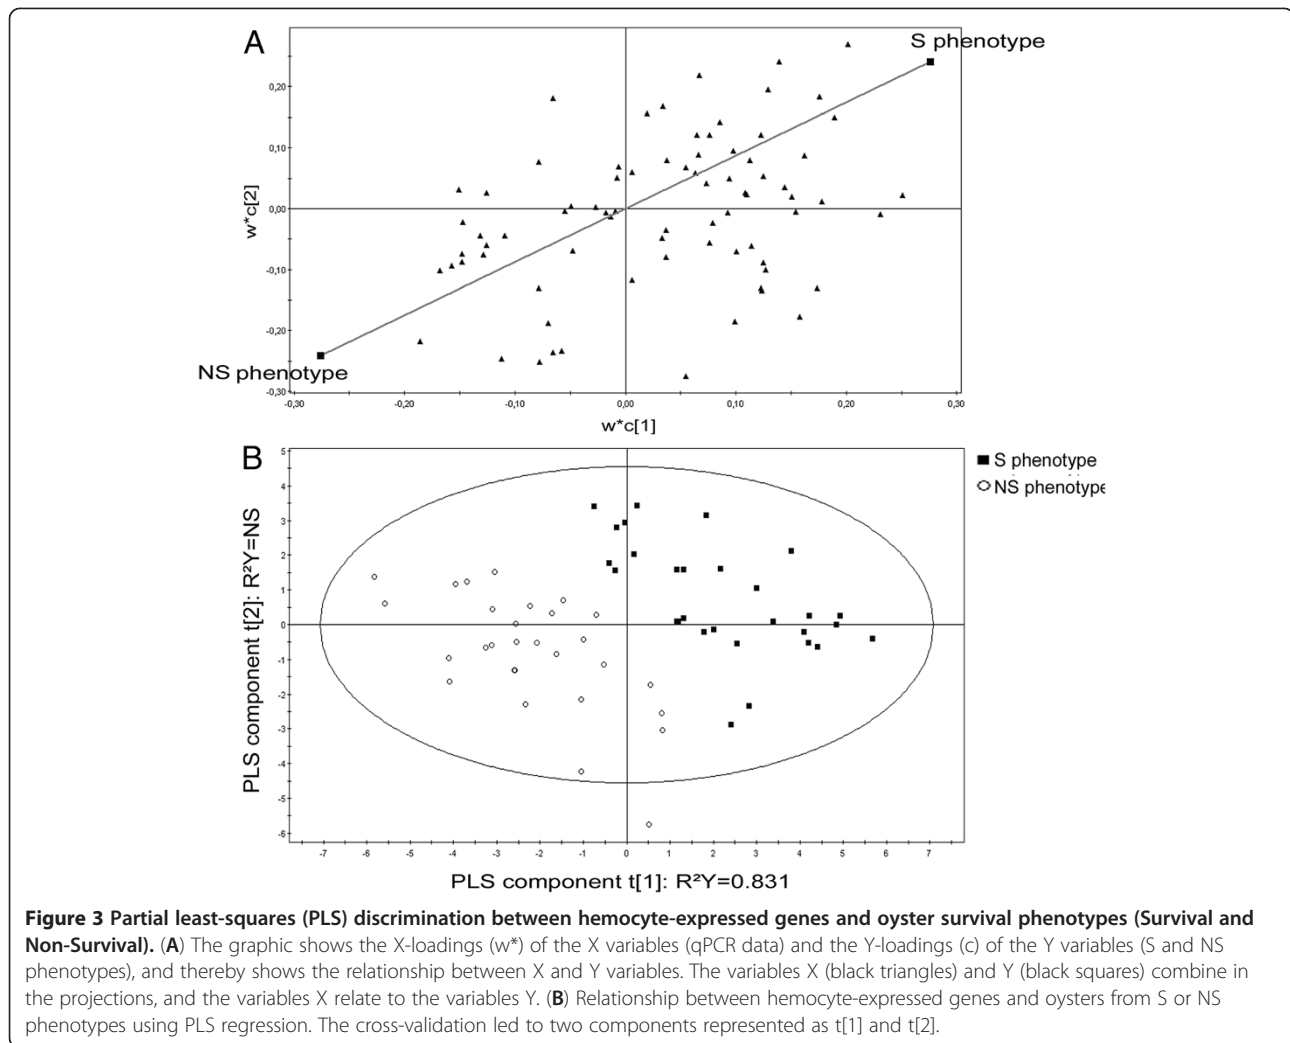 A
S phenotype
0,20
0,10
0,00
-0,10
-0,20
-0,30
w*c[2]
NS phenotype
-0,30 -0,20 -0,10 0,00 0,10 0,20 0,30
w*c[1]
B
5
4
3
2
1
0
-1
-2
-3
-4
-5
-6
PLS component t[2]: R²Y=NS
S phenotype
NS phenotype
-7 -6 -5 -4 -3 -2 -1 0 1 2 3 4 5 6 7
PLS component t[1]: R²Y=0.831
Figure 3 Partial least-squares (PLS) discrimination between hemocyte-expressed genes and oyster survival phenotypes (Survival and
Non-Survival). (A) The graphic shows the X-loadings (w*) of the X variables (qPCR data) and the Y-loadings (c) of the Y variables (S and NS
phenotypes), and thereby shows the relationship between X and Y variables. The variables X (black triangles) and Y (black squares) combine in
the projections, and the variables X relate to the variables Y. (B) Relationship between hemocyte-expressed genes and oysters from S or NS
phenotypes using PLS regression. The cross-validation led to two components represented as t[1] and t[2].